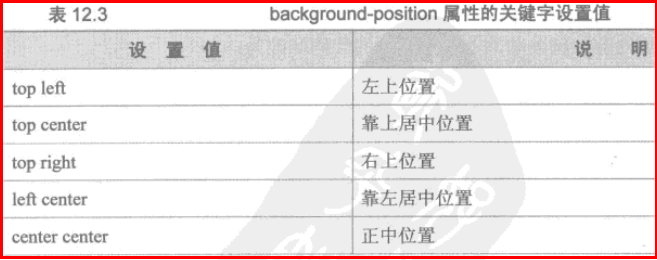 表 12.3 background-position 属性的关键字设置值
设 置 值 说 明
top left 左上位置
top center 靠上居中位置
top right 右上位置
left center 靠左居中位置
center center 正中位置